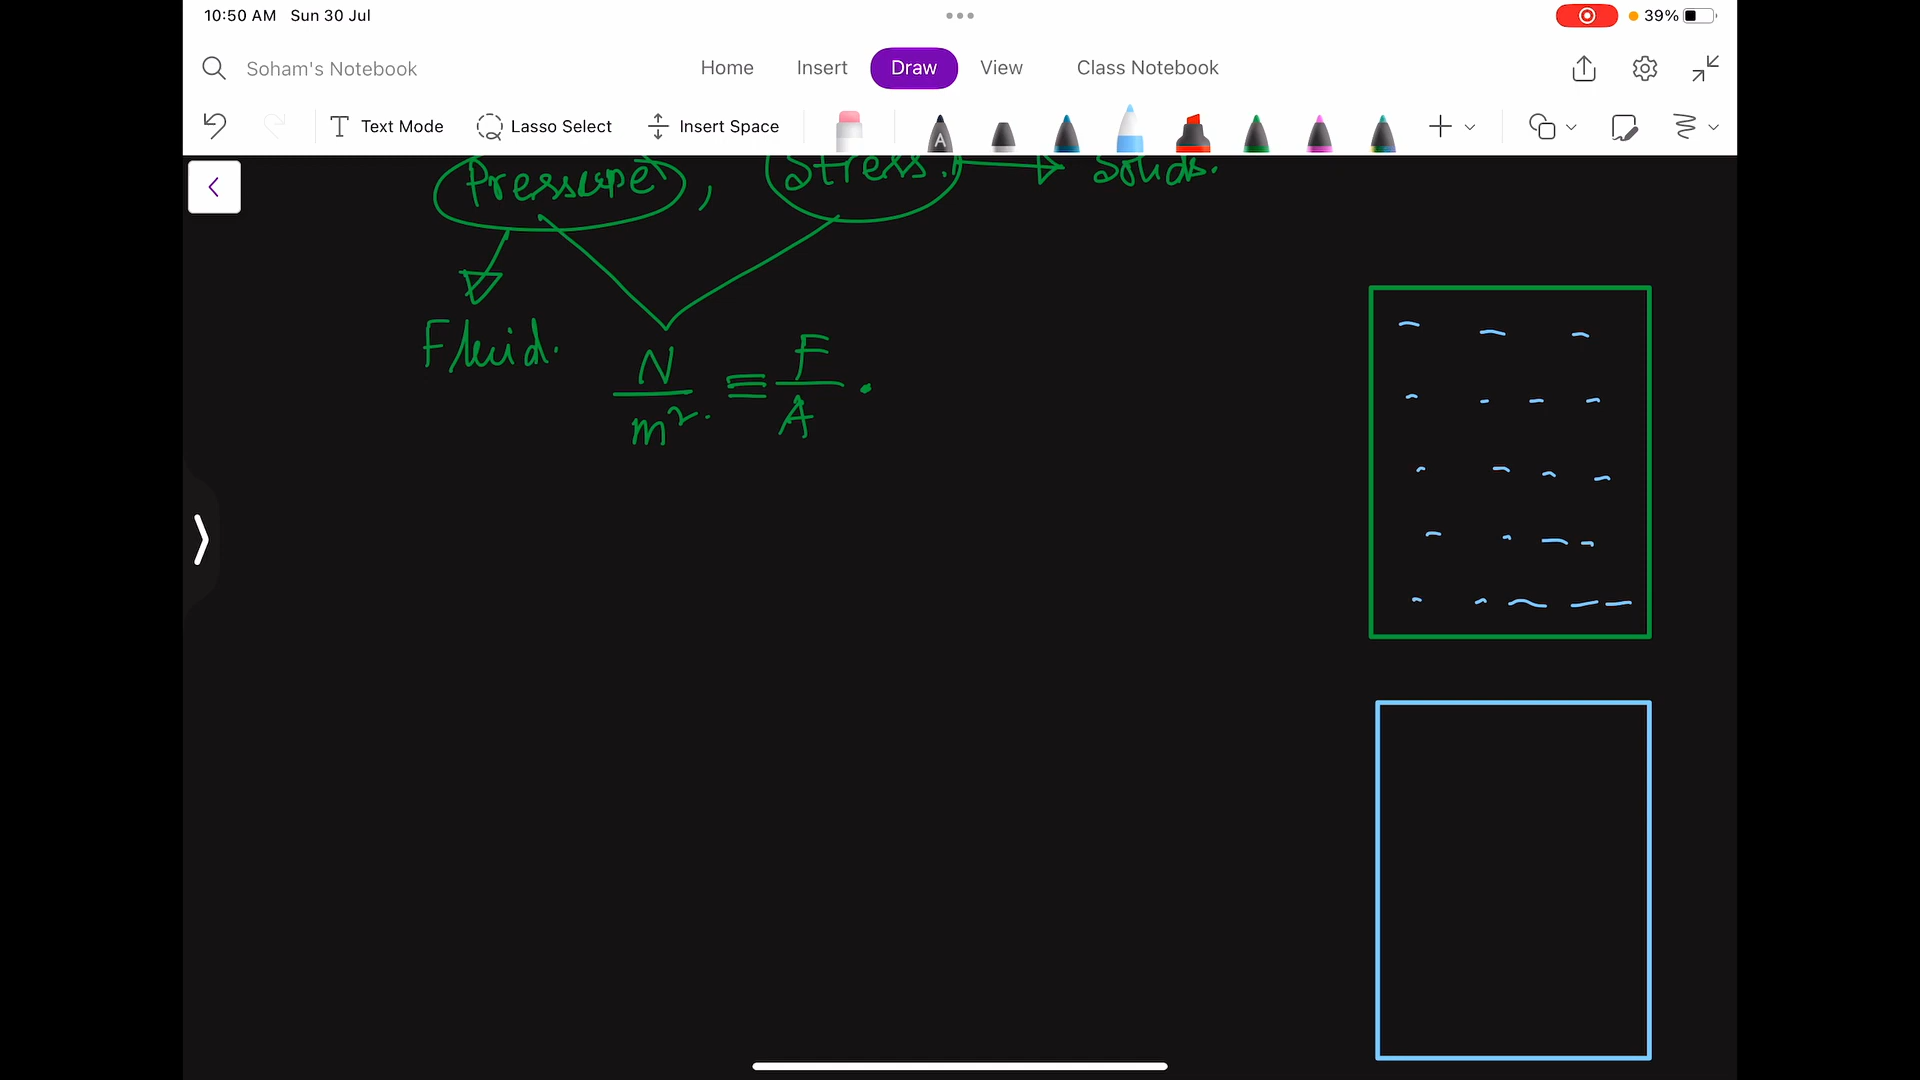 10:50 AM Sun 30 Jul
39%
Soham's Notebook
Home Insert Draw View Class Notebook
Text Mode Lasso Select Insert Space
A
Pressure, Stress. Solids.
Fluid.
N/m². ≡ F/A .